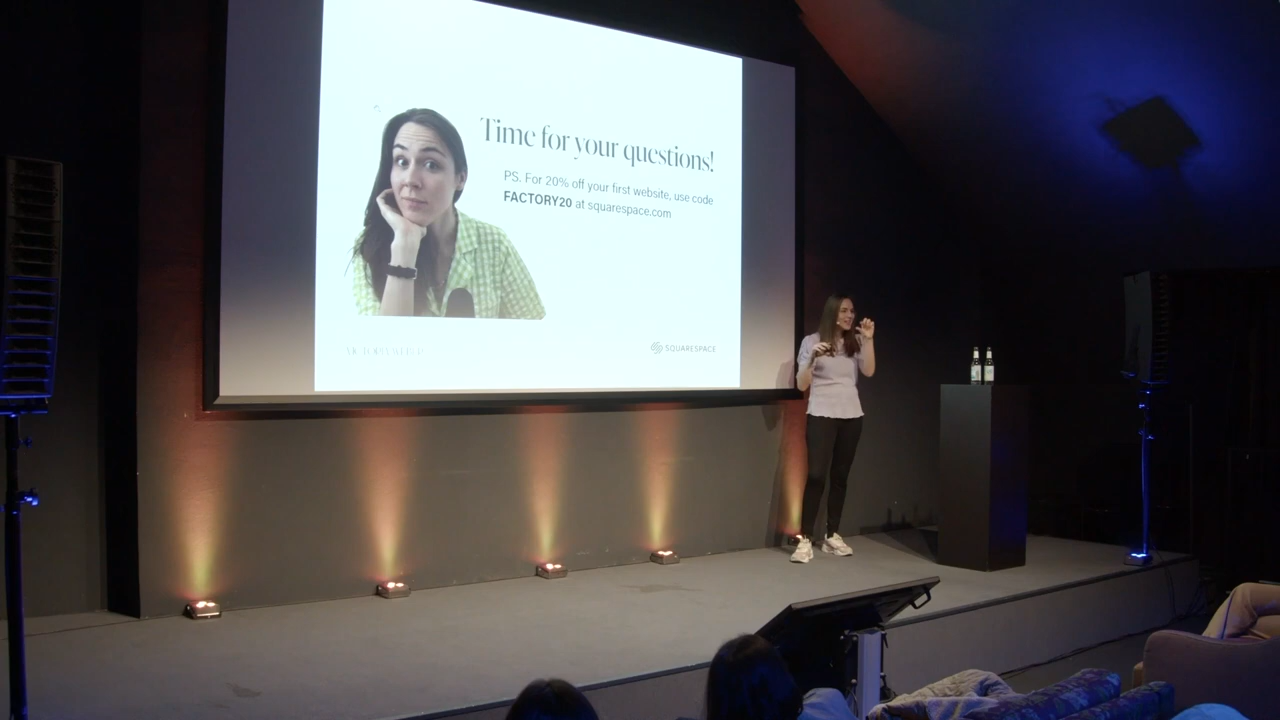 Time for your questions!
PS. For 20% off your first website, use code
FACTORY20 at squarespace.com
SQUARESPACE